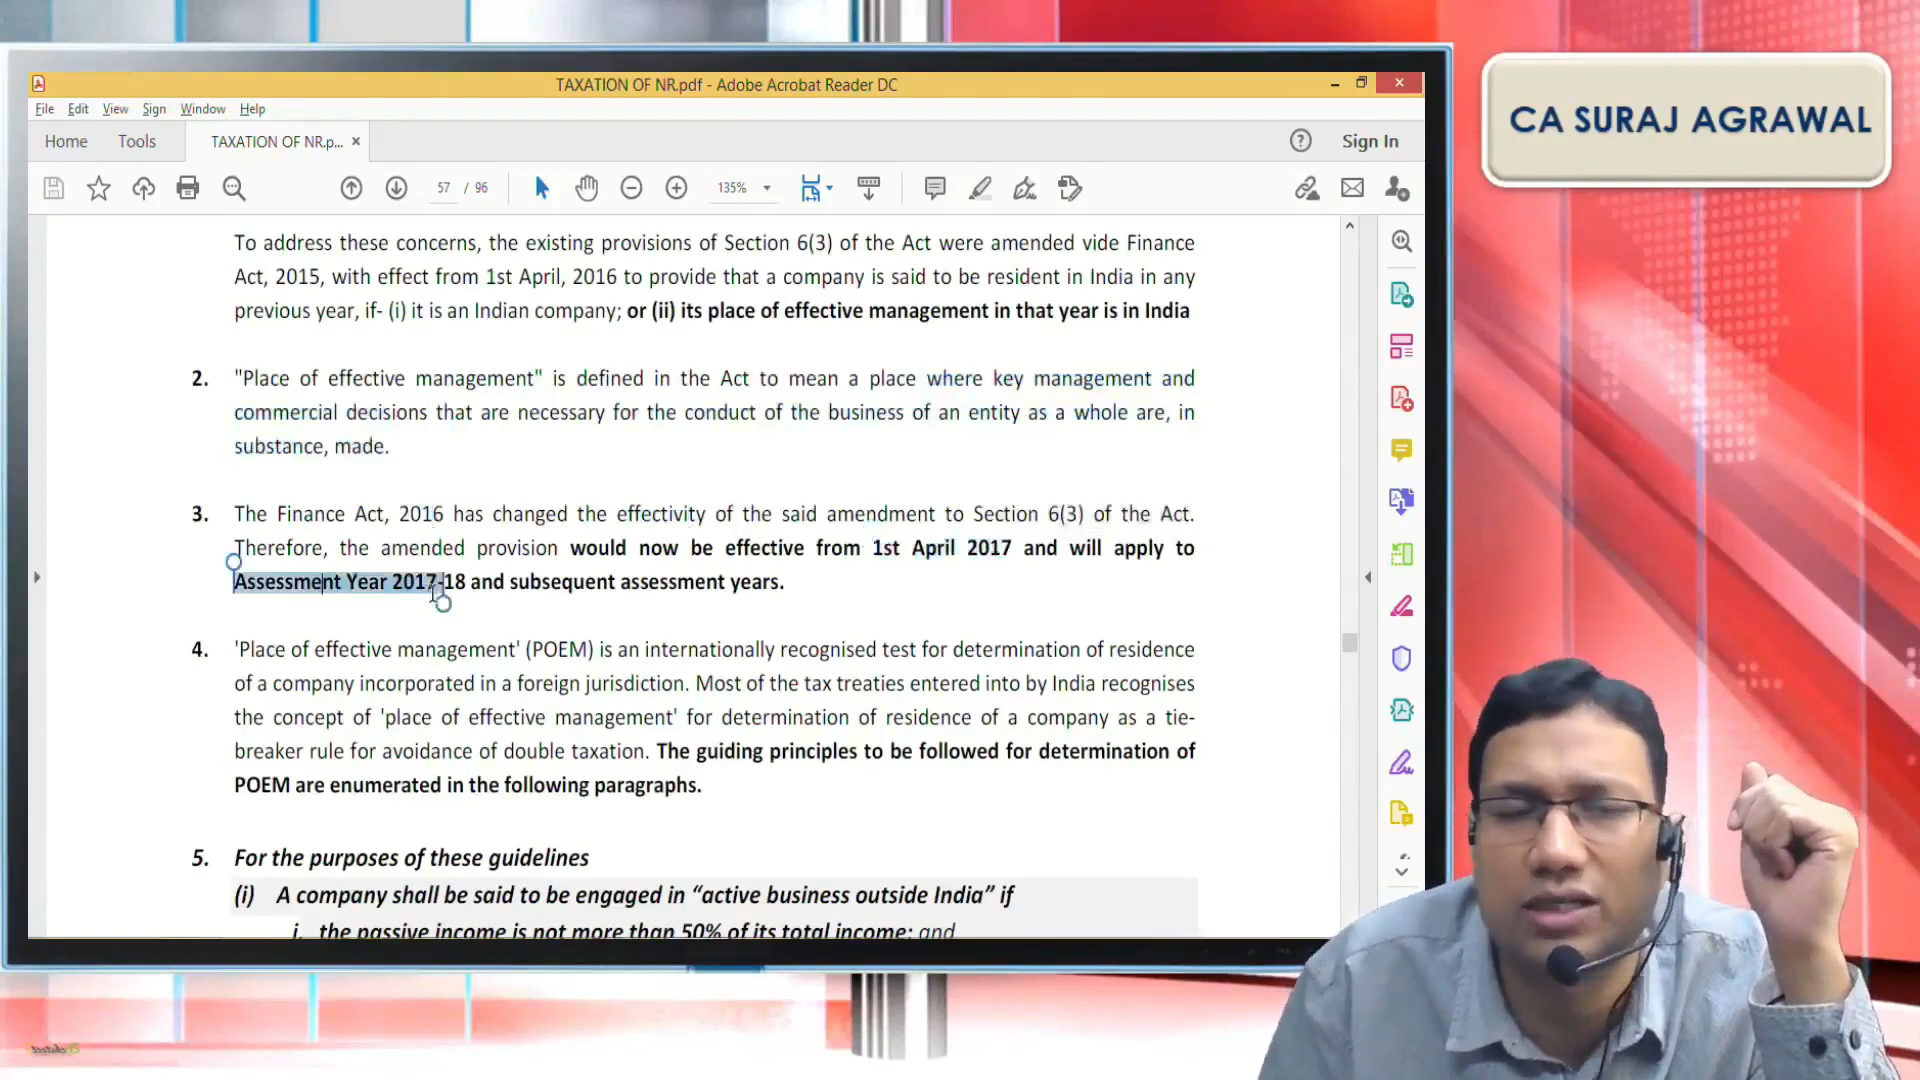 TAXATION OF NR.pdf - Adobe Acrobat Reader DC
File Edit View Sign Window Help
Home Tools TAXATION OF NR.p... × Sign In
57 / 96 135%
CA SURAJ AGRAWAL
To address these concerns, the existing provisions of Section 6(3) of the Act were amended vide Finance
Act, 2015, with effect from 1st April, 2016 to provide that a company is said to be resident in India in any
previous year, if- (i) it is an Indian company; or (ii) its place of effective management in that year is in India
2. "Place of effective management" is defined in the Act to mean a place where key management and
commercial decisions that are necessary for the conduct of the business of an entity as a whole are, in
substance, made.
3. The Finance Act, 2016 has changed the effectivity of the said amendment to Section 6(3) of the Act.
Therefore, the amended provision would now be effective from 1st April 2017 and will apply to
Assessment Year 2017-18 and subsequent assessment years.
4. 'Place of effective management' (POEM) is an internationally recognised test for determination of residence
of a company incorporated in a foreign jurisdiction. Most of the tax treaties entered into by India recognises
the concept of 'place of effective management' for determination of residence of a company as a tie-
breaker rule for avoidance of double taxation. The guiding principles to be followed for determination of
POEM are enumerated in the following paragraphs.
5. For the purposes of these guidelines
(i) A company shall be said to be engaged in “active business outside India” if
i. the passive income is not more than 50% of its total income; and